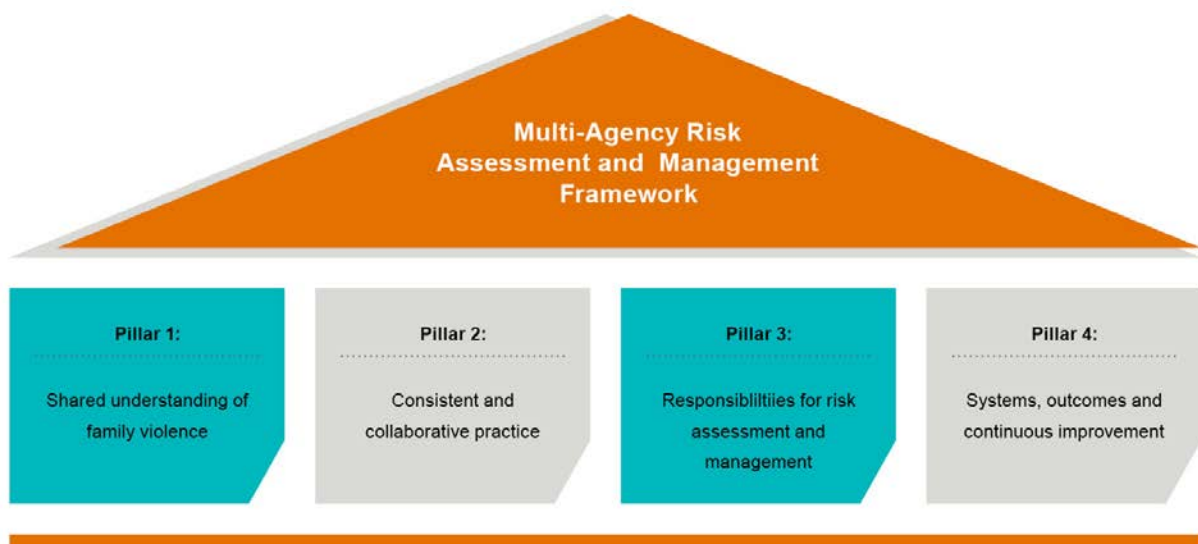 Multi-Agency Risk
Assessment and Management
Framework
Pillar 1:
Shared understanding of
family violence
Pillar 2:
Consistent and
collaborative practice
Pillar 3:
Responsibliltiies for risk
assessment and
management
Pillar 4:
Systems, outcomes and
continuous improvement